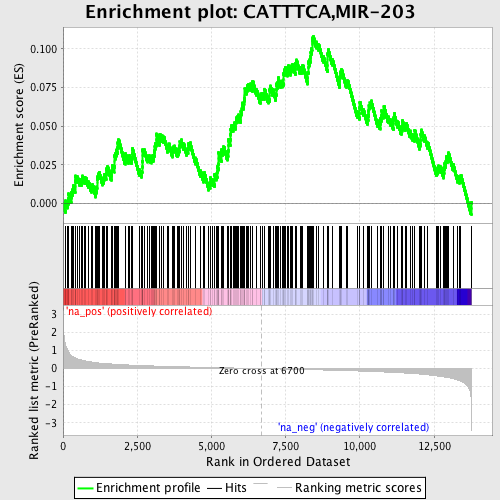 Enrichment plot: CATTTCA,MIR-203
Enrichment score (ES)
0.100
0.075
0.050
0.025
0.000
'na_pos' (positively correlated)
Ranked list metric (PreRanked)
3
2
1
0
-1
-2
-3
Zero cross at 6700
'na_neg' (negatively correlated)
0
2,500
5,000
7,500
10,000
12,500
Rank in Ordered Dataset
Enrichment profile
Hits
Ranking metric scores